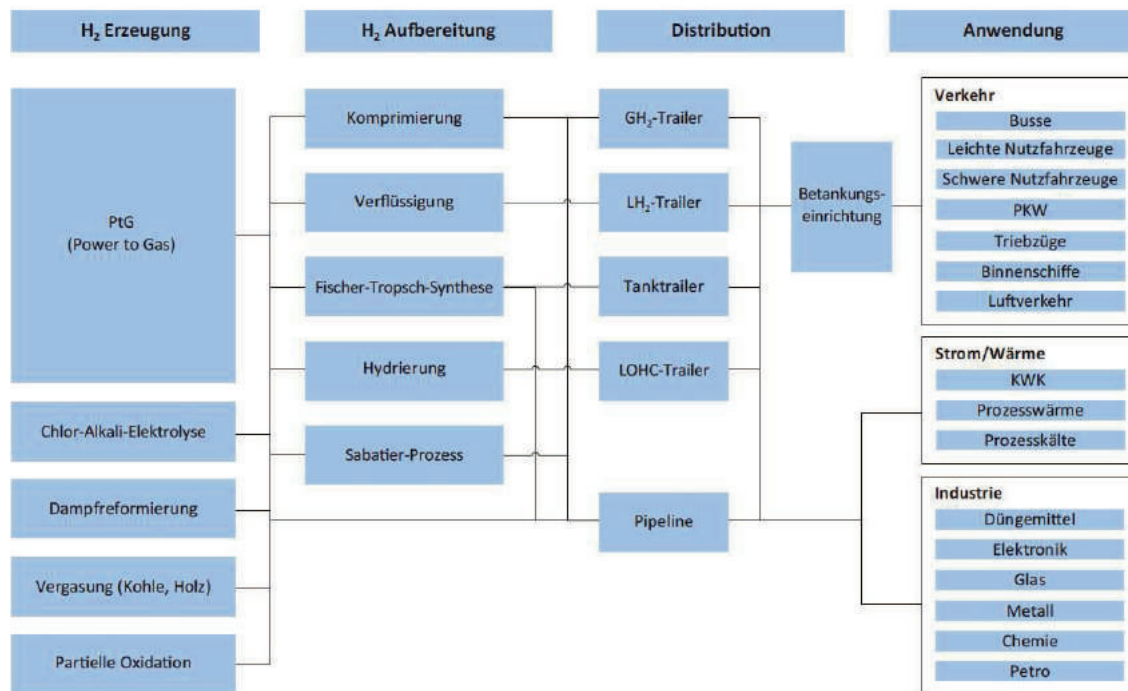 H₂ Erzeugung
H₂ Aufbereitung
Distribution
Anwendung
PtG
(Power to Gas)
Chlor-Alkali-Elektrolyse
Dampfreformierung
Vergasung (Kohle, Holz)
Partielle Oxidation
Komprimierung
Verflüssigung
Fischer-Tropsch-Synthese
Hydrierung
Sabatier-Prozess
GH₂-Trailer
LH₂-Trailer
Tanktrailer
LOHC-Trailer
Pipeline
Betankungs-
einrichtung
Verkehr
Busse
Leichte Nutzfahrzeuge
Schwere Nutzfahrzeuge
PKW
Triebzüge
Binnenschiffe
Luftverkehr
Strom/Wärme
KWK
Prozesswärme
Prozesskälte
Industrie
Düngemittel
Elektronik
Glas
Metall
Chemie
Petro